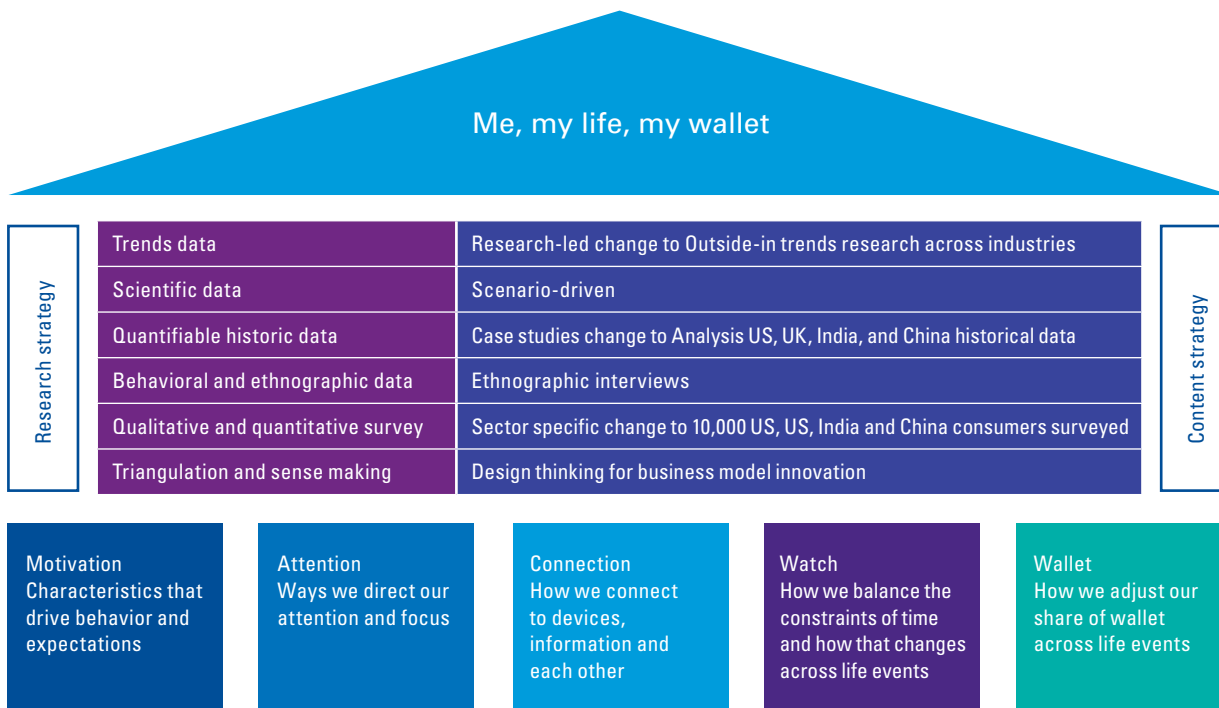 Me, my life, my wallet
Research strategy
Trends data
Research-led change to Outside-in trends research across industries
Scientific data
Scenario-driven
Quantifiable historic data
Case studies change to Analysis US, UK, India, and China historical data
Behavioral and ethnographic data
Ethnographic interviews
Qualitative and quantitative survey
Sector specific change to 10,000 US, US, India and China consumers surveyed
Triangulation and sense making
Design thinking for business model innovation
Content strategy
Motivation
Characteristics that
drive behavior and
expectations
Attention
Ways we direct our
attention and focus
Connection
How we connect
to devices,
information and
each other
Watch
How we balance the
constraints of time
and how that changes
across life events
Wallet
How we adjust our
share of wallet
across life events